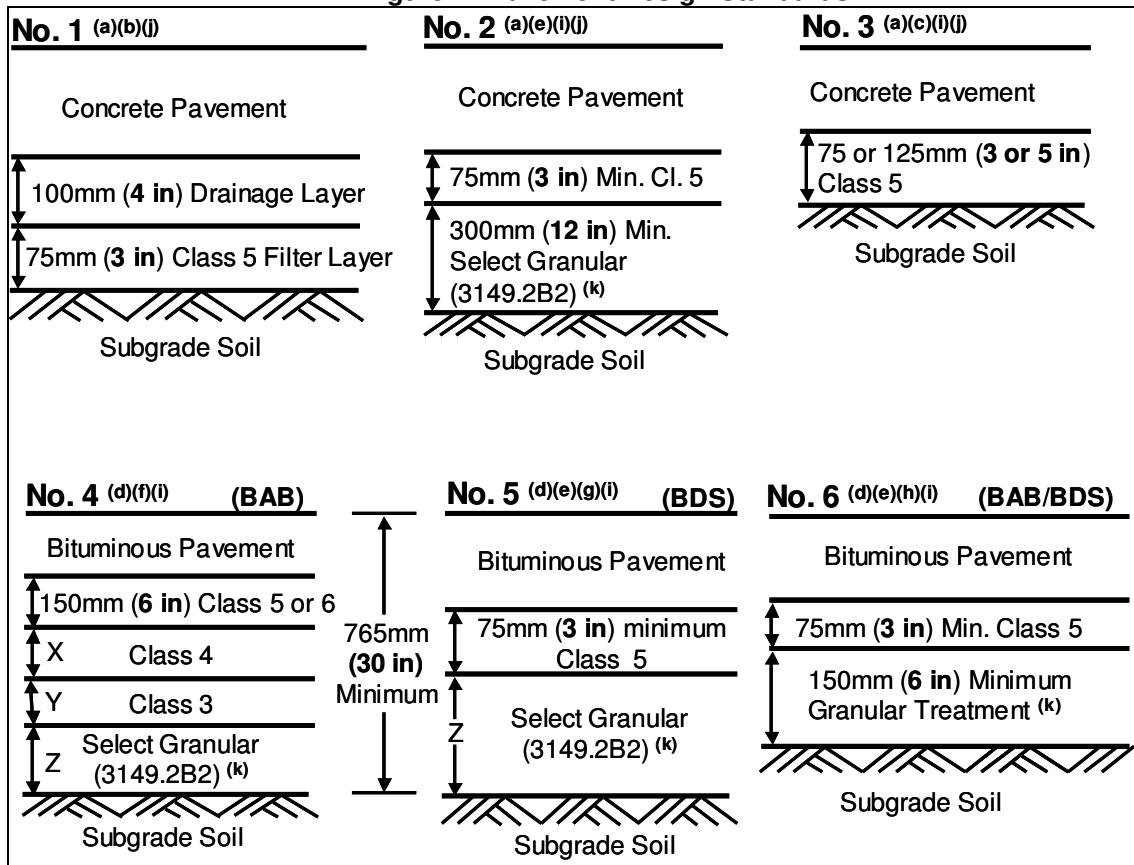 No. 1 (a)(b)(j)
Concrete Pavement
100mm (4 in) Drainage Layer
75mm (3 in) Class 5 Filter Layer
Subgrade Soil
No. 2 (a)(e)(i)(j)
Concrete Pavement
75mm (3 in) Min. Cl. 5
300mm (12 in) Min.
Select Granular
(3149.2B2) (k)
Subgrade Soil
No. 3 (a)(c)(i)(j)
Concrete Pavement
75 or 125mm (3 or 5 in)
Class 5
Subgrade Soil
No. 4 (d)(f)(i) (BAB)
Bituminous Pavement
150mm (6 in) Class 5 or 6
X Class 4
Y Class 3
Z Select Granular
(3149.2B2) (k)
Subgrade Soil
765mm
(30 in)
Minimum
No. 5 (d)(e)(g)(i) (BDS)
Bituminous Pavement
75mm (3 in) minimum
Class 5
Z Select Granular
(3149.2B2) (k)
Subgrade Soil
No. 6 (d)(e)(h)(i) (BAB/BDS)
Bituminous Pavement
75mm (3 in) Min. Class 5
150mm (6 in) Minimum
Granular Treatment (k)
Subgrade Soil